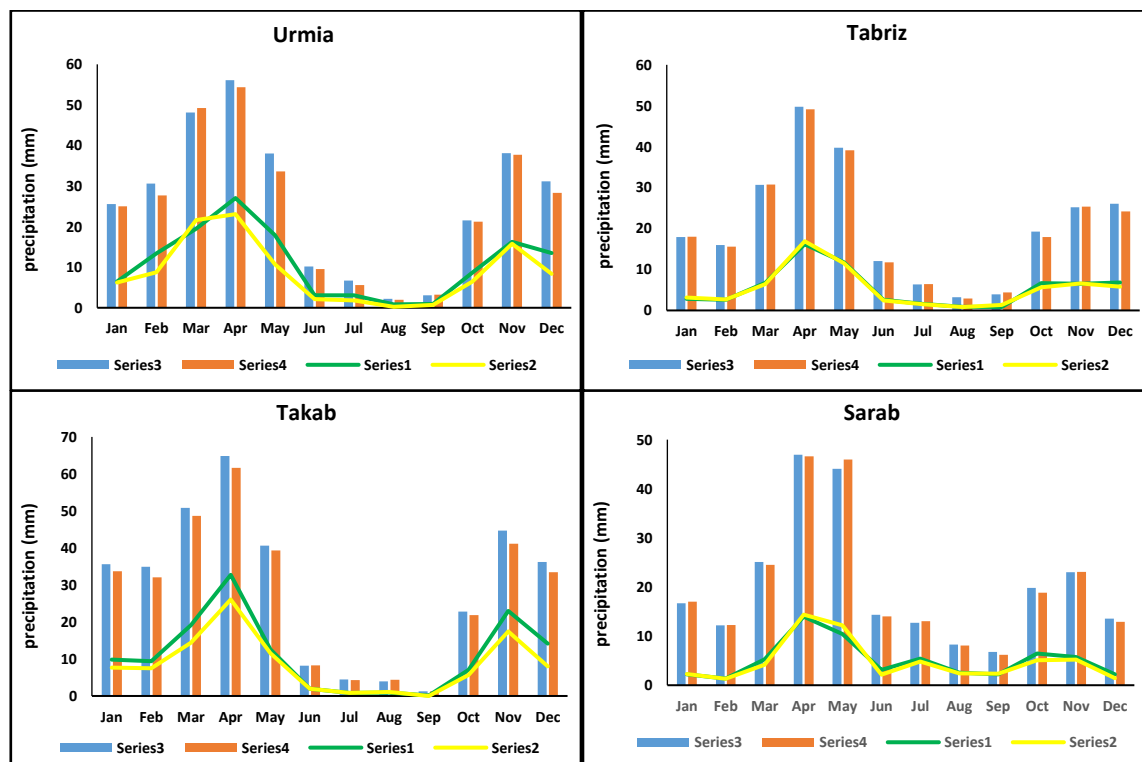 Urmia
precipitation (mm)
60
50
40
30
20
10
0
Jan Feb Mar Apr May Jun Jul Aug Sep Oct Nov Dec
Series3 Series4 Series1 Series2
Tabriz
precipitation (mm)
60
50
40
30
20
10
0
Jan Feb Mar Apr May Jun Jul Aug Sep Oct Nov Dec
Series3 Series4 Series1 Series2
Takab
precipitation (mm)
70
60
50
40
30
20
10
0
Jan Feb Mar Apr May Jun Jul Aug Sep Oct Nov Dec
Series3 Series4 Series1 Series2
Sarab
precipitation (mm)
50
40
30
20
10
0
Jan Feb Mar Apr May Jun Jul Aug Sep Oct Nov Dec
Series3 Series4 Series1 Series2